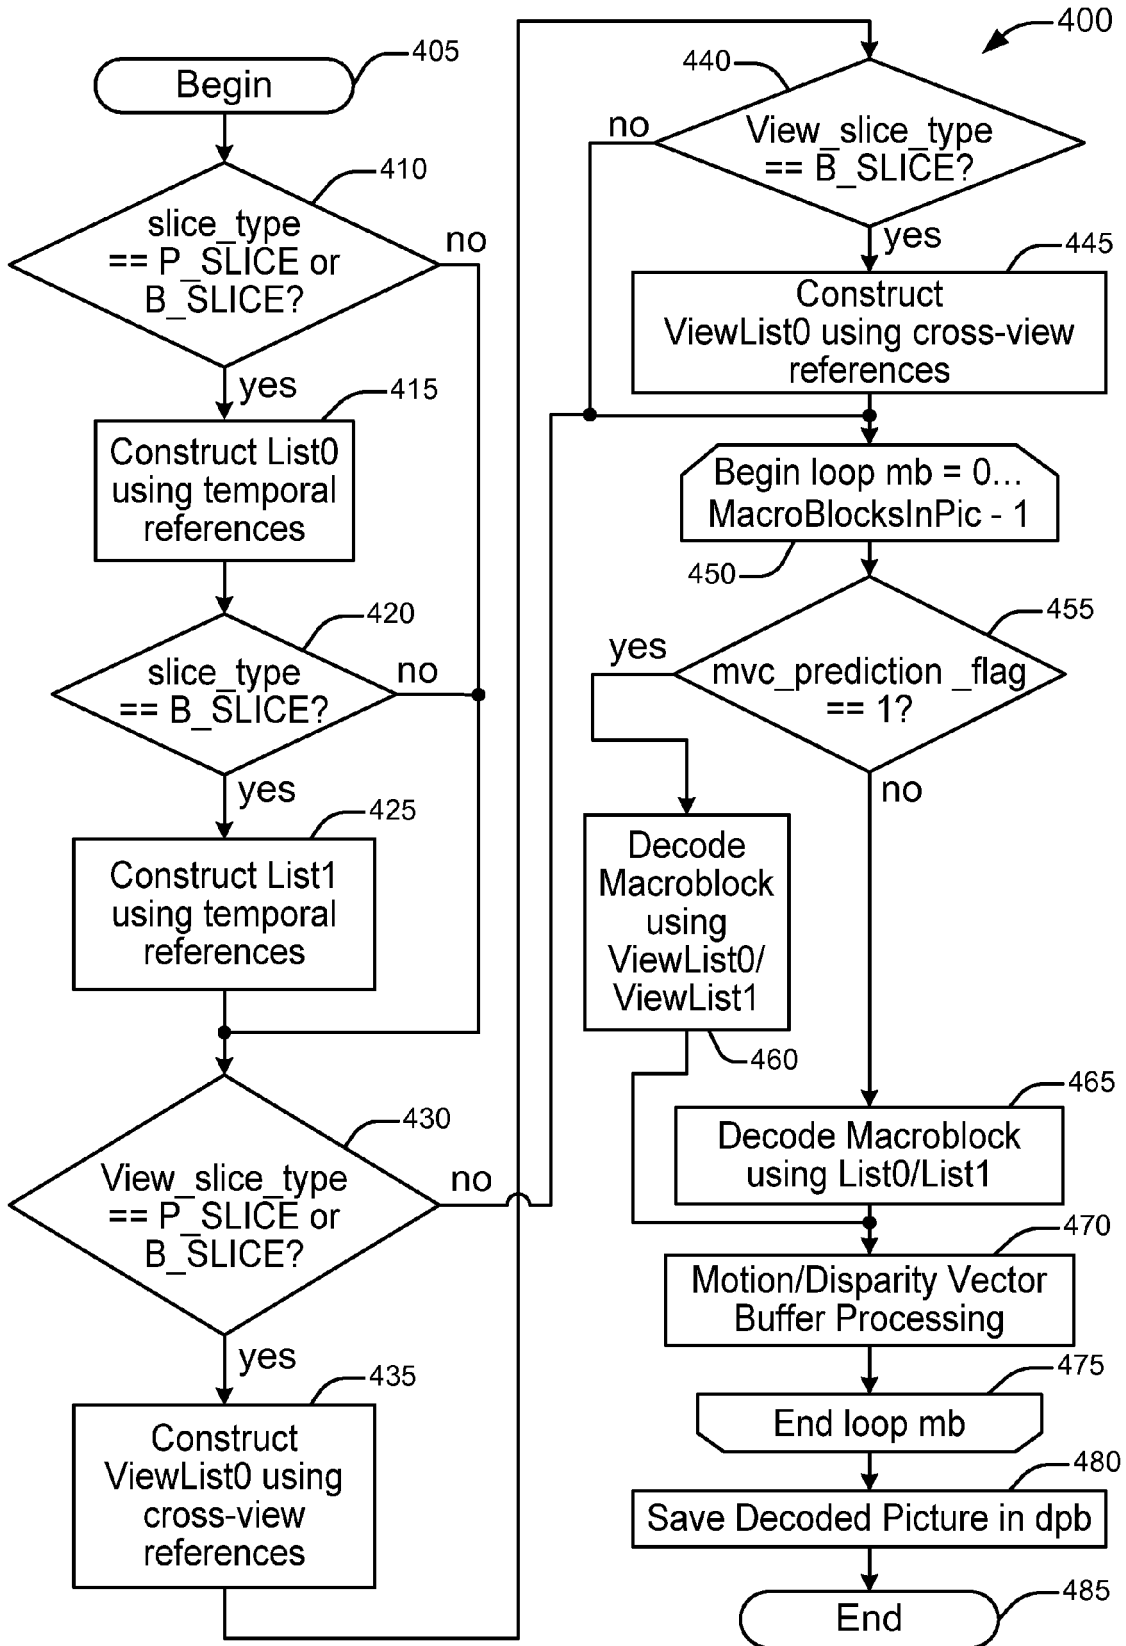 400
Begin
405
slice_type
== P_SLICE or
B_SLICE?
410
no
yes
Construct List0
using temporal
references
415
slice_type
== B_SLICE?
420
no
yes
Construct List1
using temporal
references
425
View_slice_type
== P_SLICE or
B_SLICE?
430
no
yes
Construct
ViewList0 using
cross-view
references
435
View_slice_type
== B_SLICE?
440
no
yes
Construct
ViewList0 using cross-view
references
445
Begin loop mb = 0...
MacroBlocksInPic - 1
450
mvc_prediction _flag
== 1?
455
yes
no
Decode
Macroblock
using
ViewList0/
ViewList1
460
Decode Macroblock
using List0/List1
465
Motion/Disparity Vector
Buffer Processing
470
End loop mb
475
Save Decoded Picture in dpb
480
End
485